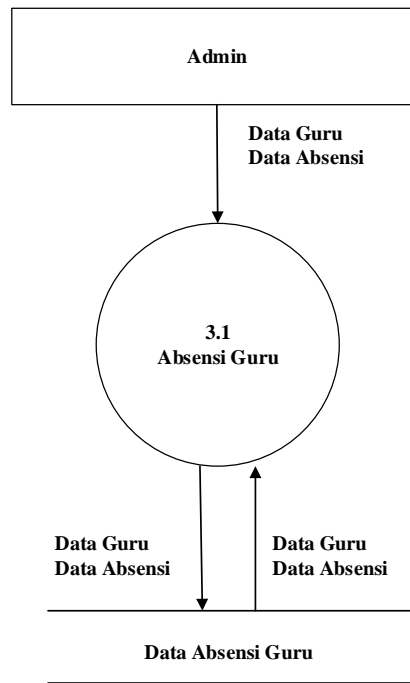 Admin
Data Guru
Data Absensi
3.1
Absensi Guru
Data Guru
Data Absensi
Data Guru
Data Absensi
Data Absensi Guru